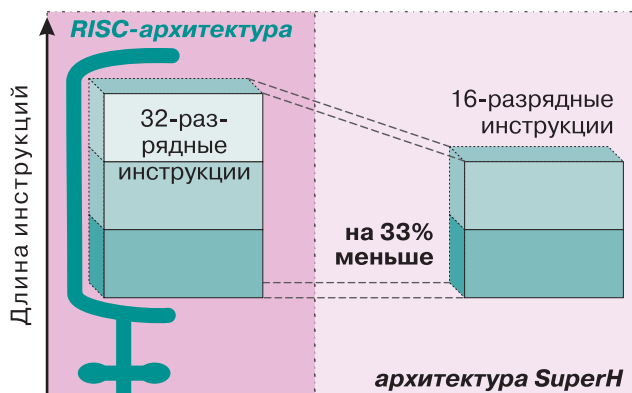 RISC-архитектура
Длина инструкций
32-раз-
рядные
инструкции
16-разрядные
инструкции
на 33%
меньше
архитектура SuperH